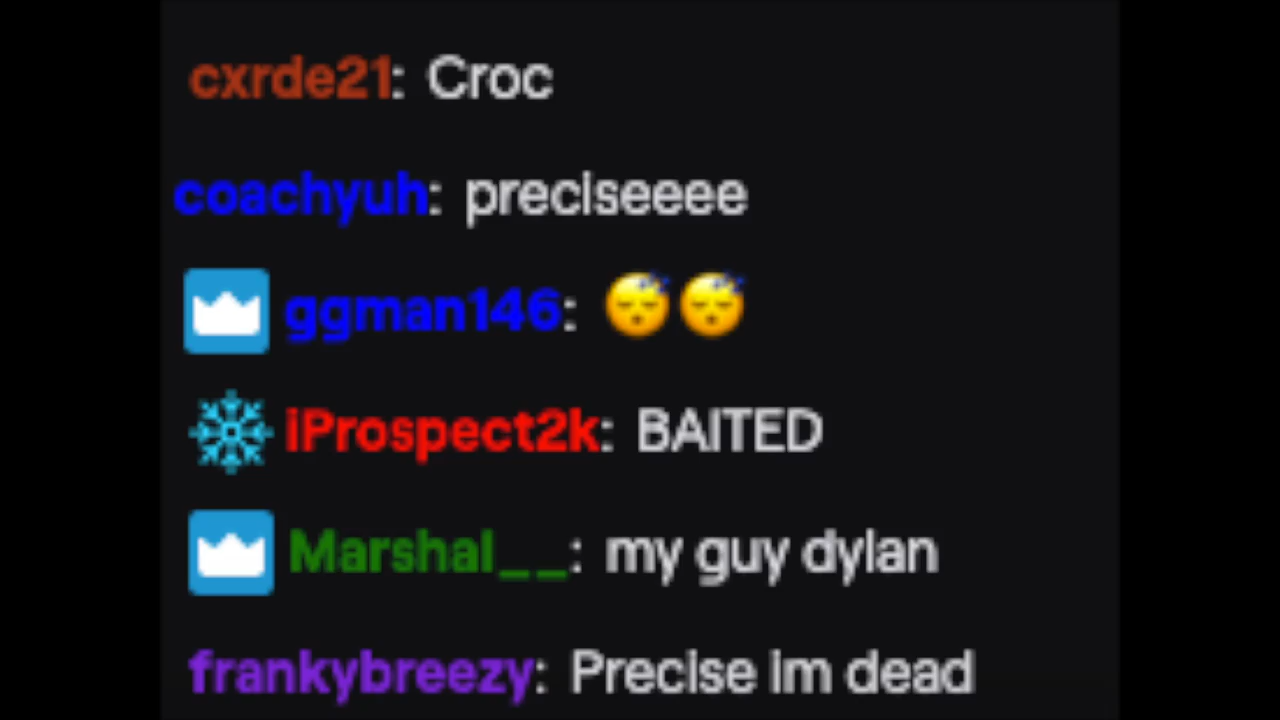 cxrde21: Croc
coachyuh: preciseeee
ggman146: 😴😴
iProspect2k: BAITED
Marshal__: my guy dylan
frankybreezy: Precise im dead